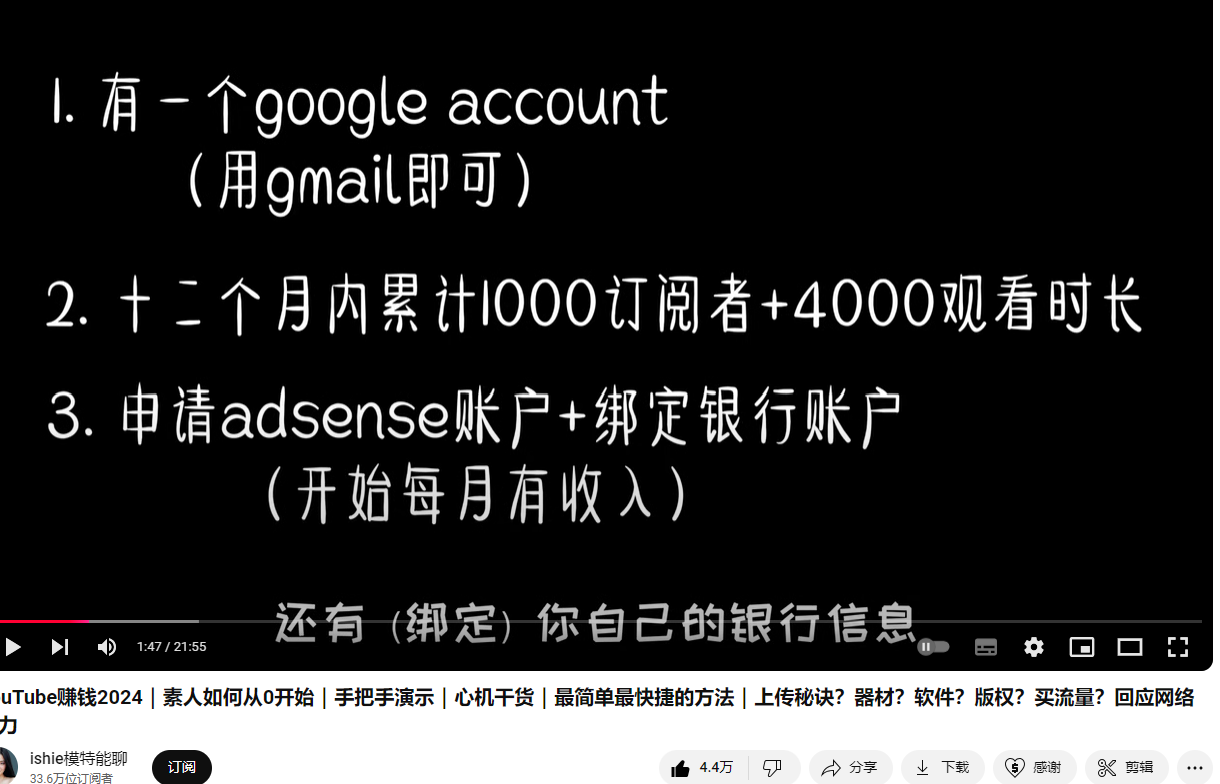 1. 有一个google account
（用gmail即可）
2. 十二个月内累计1000订阅者+4000观看时长
3. 申请adsense账户+绑定银行账户
（开始每月有收入）
还有（绑定）你自己的银行信息
1:47 / 21:55
uTube赚钱2024｜素人如何从0开始｜手把手演示｜心机干货｜最简单最快捷的方法｜上传秘诀？器材？软件？版权？买流量？回应网络
力
ishie模特能聊
33.6万位订阅者
订阅
4.4万
分享
下载
感谢
剪辑